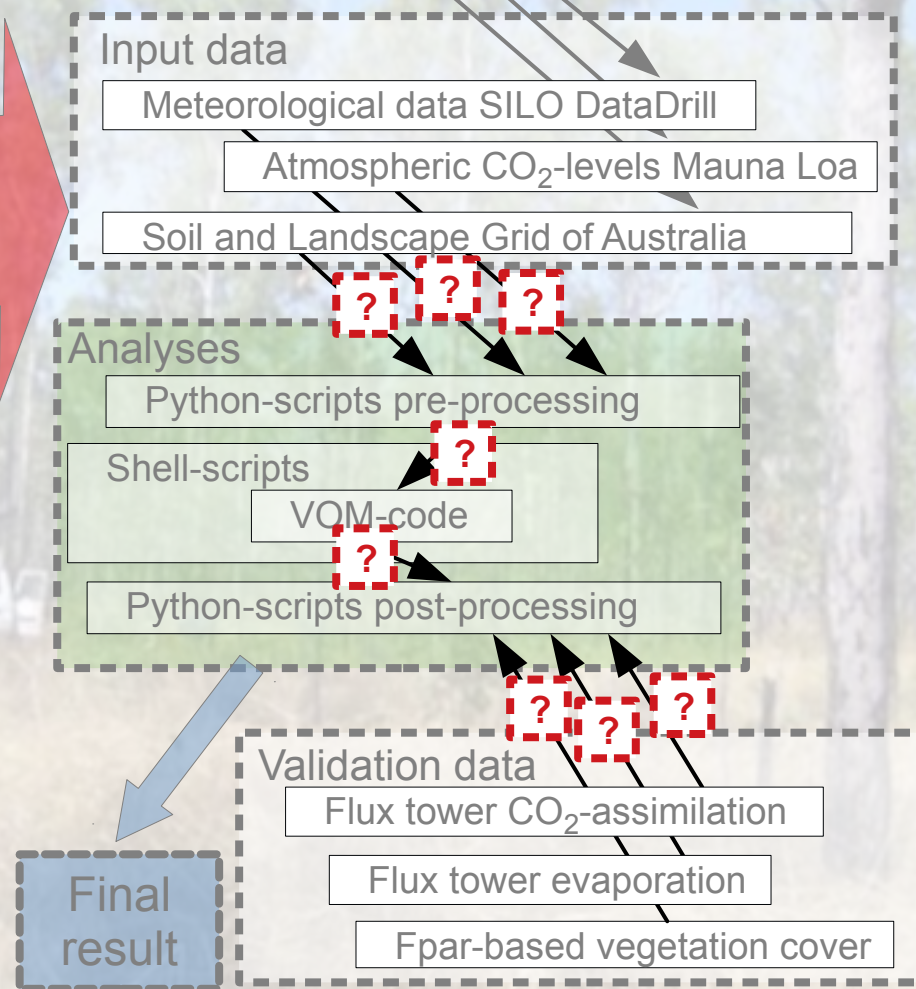 Input data
Meteorological data SILO DataDrill
Atmospheric CO₂-levels Mauna Loa
Soil and Landscape Grid of Australia
? ? ?
Analyses
Python-scripts pre-processing
?
Shell-scripts
VOM-code
?
Python-scripts post-processing
? ? ?
Validation data
Flux tower CO₂-assimilation
Flux tower evaporation
Fpar-based vegetation cover
Final
result